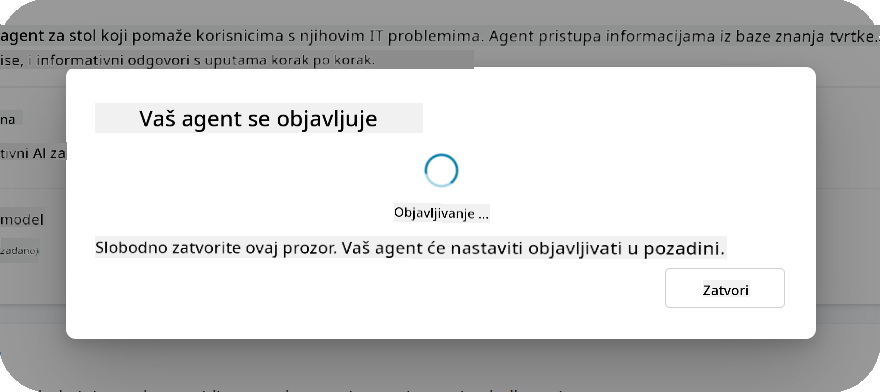 agent za stol koji pomaže korisnicima s njihovim IT problemima. Agent pristupa informacijama iz baze znanja tvrtke..
ise, i informativni odgovori s uputama korak po korak.
Vaš agent se objavljuje
na
tivni AI za
Objavljivanje ...
model
Slobodno zatvorite ovaj prozor. Vaš agent će nastaviti objavljivati u pozadini.
zadano)
Zatvori